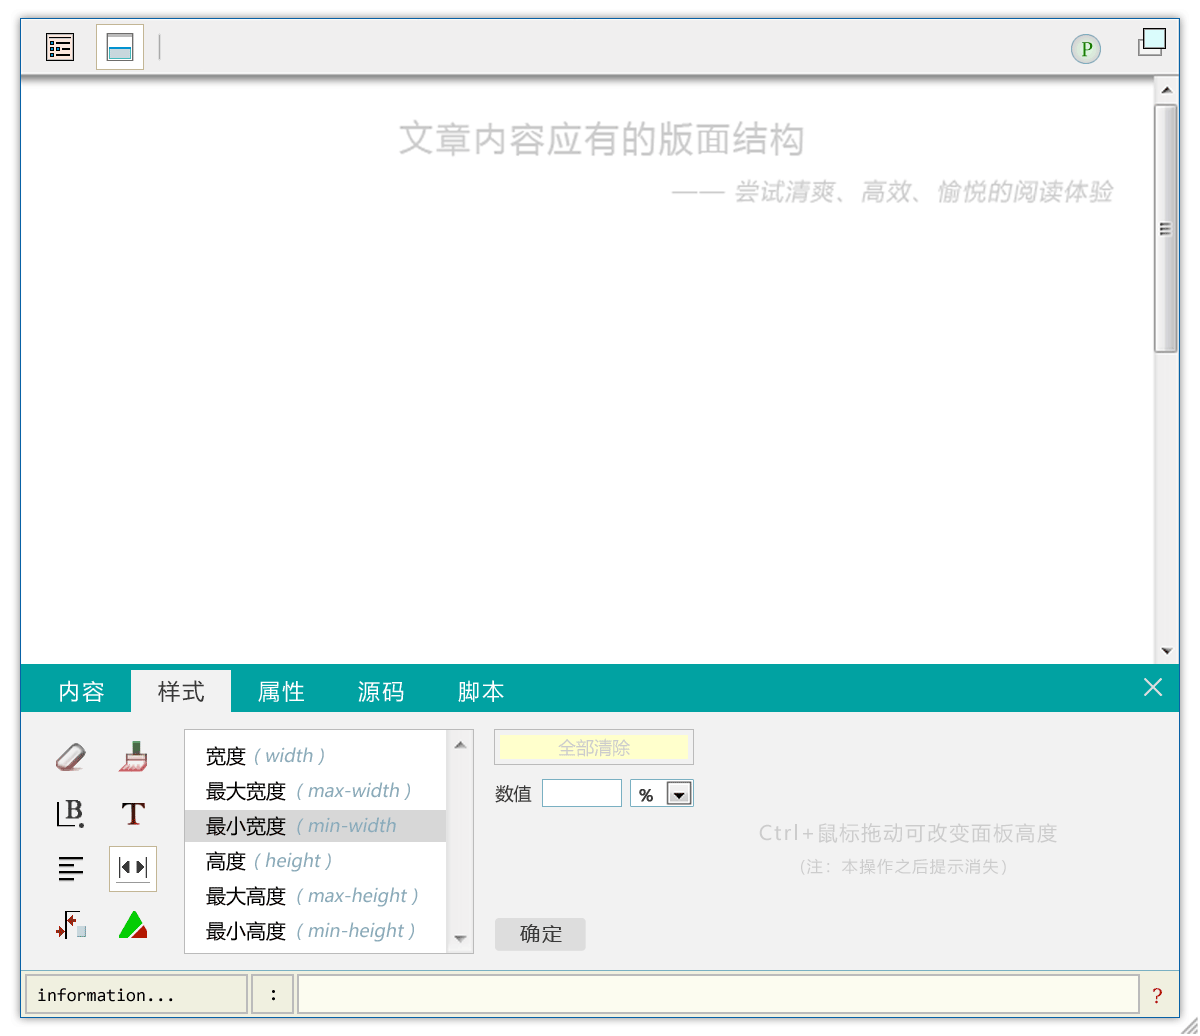 P
文章内容应有的版面结构
—— 尝试清爽、高效、愉悦的阅读体验
内容 样式 属性 源码 脚本
宽度 ( width )
最大宽度 ( max-width )
最小宽度 ( min-width
高度 ( height )
最大高度 ( max-height )
最小高度 ( min-height )
全部清除
数值 %
Ctrl+鼠标拖动可改变面板高度
(注：本操作之后提示消失)
确定
B
T
information... : ?